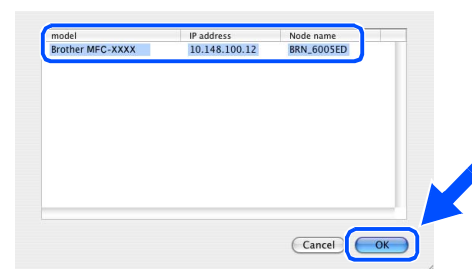 model IP address Node name
Brother MFC-XXXX 10.148.100.12 BRN_6005ED
Cancel OK